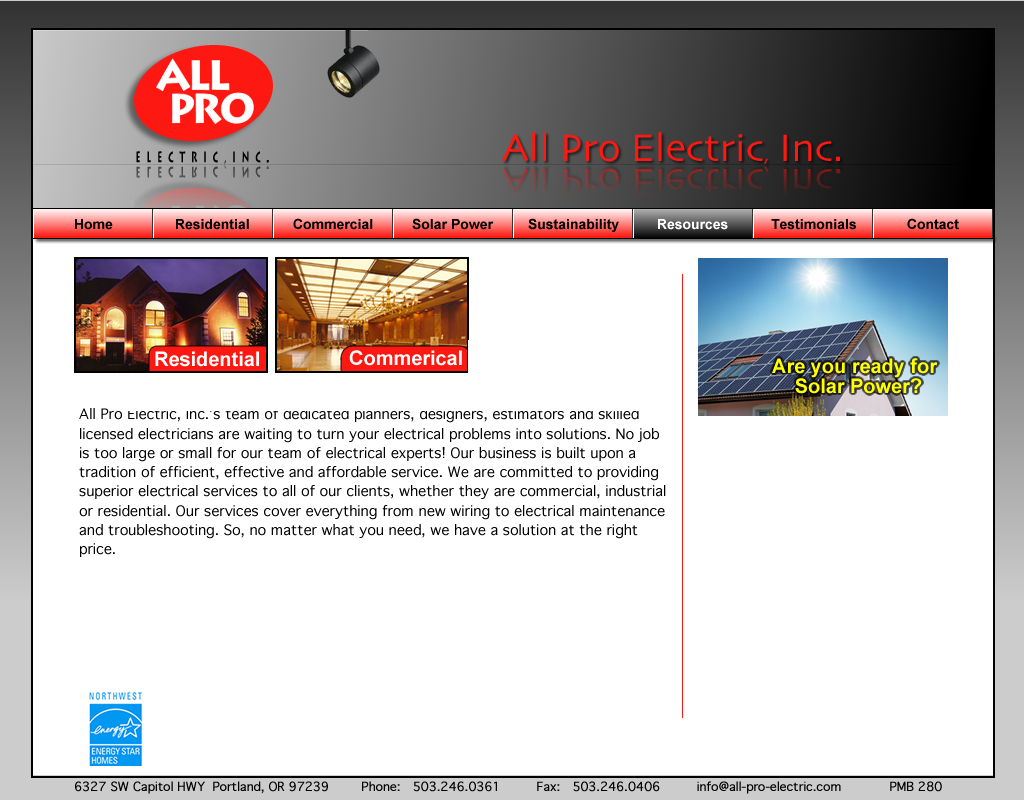 ALL
PRO
ELECTRIC, INC.
All Pro Electric, Inc.
Home Residential Commercial Solar Power Sustainability Resources Testimonials Contact
Residential
Commerical
Are you ready for
Solar Power?
All Pro Electric, Inc.'s team of dedicated planners, designers, estimators and skilled
licensed electricians are waiting to turn your electrical problems into solutions. No job
is too large or small for our team of electrical experts! Our business is built upon a
tradition of efficient, effective and affordable service. We are committed to providing
superior electrical services to all of our clients, whether they are commercial, industrial
or residential. Our services cover everything from new wiring to electrical maintenance
and troubleshooting. So, no matter what you need, we have a solution at the right
price.
NORTHWEST
energy
ENERGY STAR
HOMES
6327 SW Capitol HWY Portland, OR 97239 Phone: 503.246.0361 Fax: 503.246.0406 info@all-pro-electric.com PMB 280